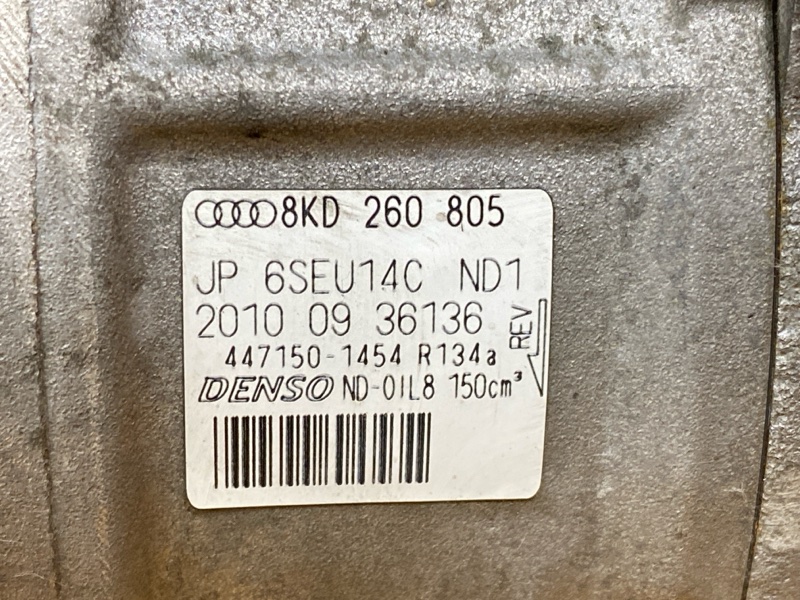 8KD 260 805
JP 6SEU14C ND1
2010 09 36136
REV
447150-1454 R134a
DENSO ND-OIL8 150cm³